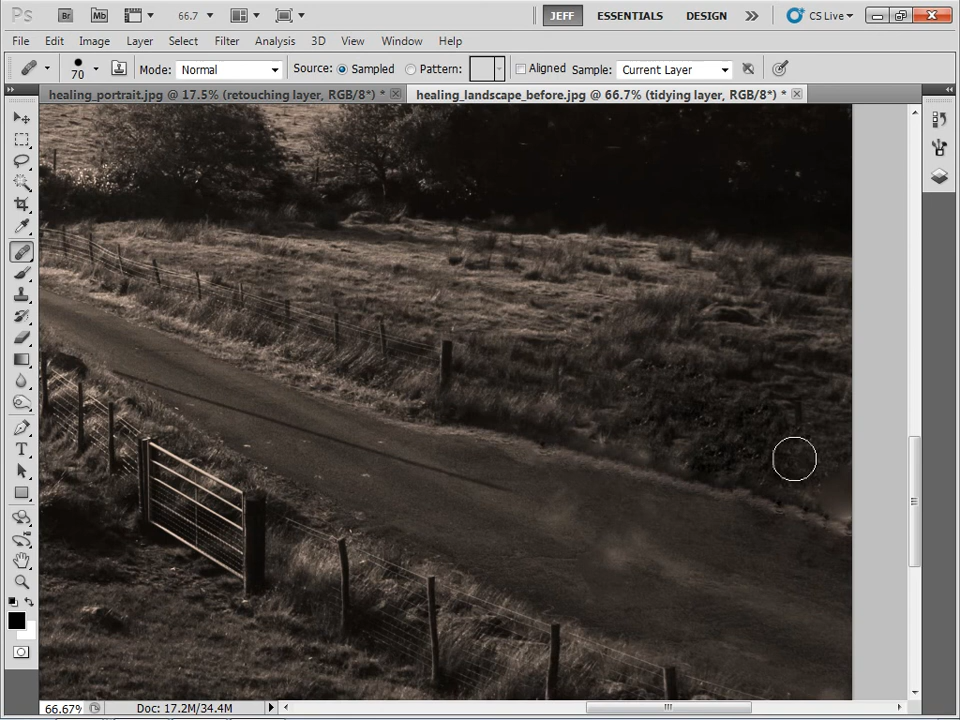 Ps Br Mb 66.7 JEFF ESSENTIALS DESIGN CS Live
File Edit Image Layer Select Filter Analysis 3D View Window Help
70 Mode: Normal Source: Sampled Pattern: Aligned Sample: Current Layer
healing_portrait.jpg @ 17.5% (retouching layer, RGB/8*) * healing_landscape_before.jpg @ 66.7% (tidying layer, RGB/8*) *
T
66.67% Doc: 17.2M/34.4M